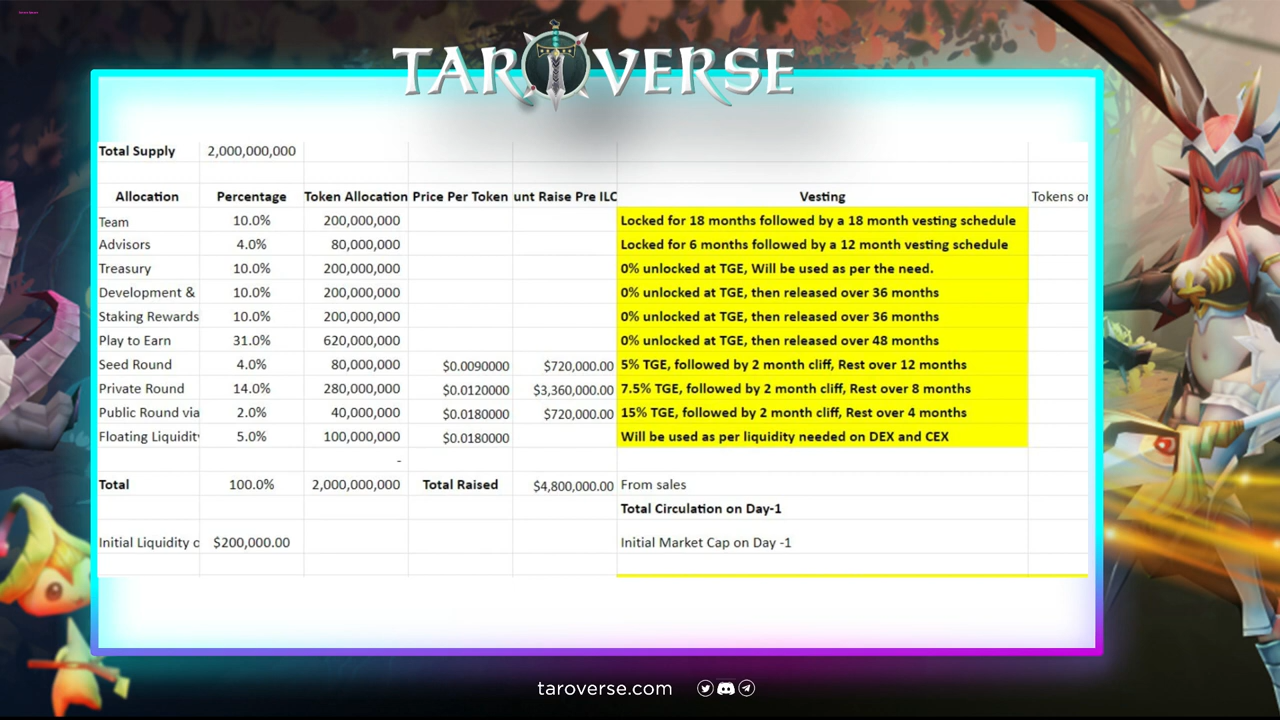 TAROVERSE
Total Supply 2,000,000,000
Allocation Percentage Token Allocation Price Per Token unt Raise Pre ILC Vesting Tokens or
Team 10.0% 200,000,000 Locked for 18 months followed by a 18 month vesting schedule
Advisors 4.0% 80,000,000 Locked for 6 months followed by a 12 month vesting schedule
Treasury 10.0% 200,000,000 0% unlocked at TGE, Will be used as per the need.
Development & 10.0% 200,000,000 0% unlocked at TGE, then released over 36 months
Staking Rewards 10.0% 200,000,000 0% unlocked at TGE, then released over 36 months
Play to Earn 31.0% 620,000,000 0% unlocked at TGE, then released over 48 months
Seed Round 4.0% 80,000,000 $0.0090000 $720,000.00 5% TGE, followed by 2 month cliff, Rest over 12 months
Private Round 14.0% 280,000,000 $0.0120000 $3,360,000.00 7.5% TGE, followed by 2 month cliff, Rest over 8 months
Public Round via 2.0% 40,000,000 $0.0180000 $720,000.00 15% TGE, followed by 2 month cliff, Rest over 4 months
Floating Liquidit 5.0% 100,000,000 $0.0180000 Will be used as per liquidity needed on DEX and CEX
-
Total 100.0% 2,000,000,000 Total Raised $4,800,000.00 From sales
Total Circulation on Day-1
Initial Liquidity o $200,000.00 Initial Market Cap on Day -1
taroverse.com